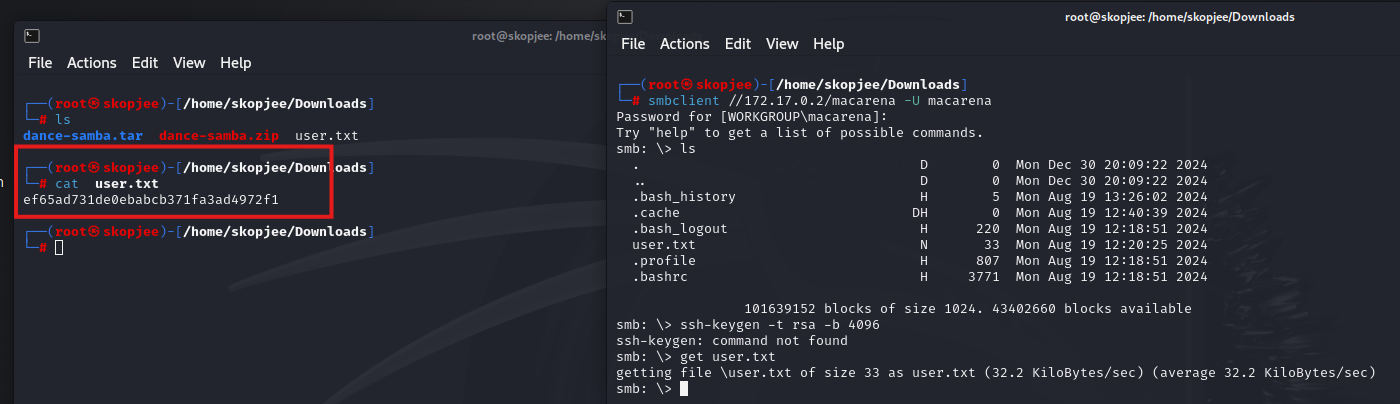 root@skopjee: /home/sk
File Actions Edit View Help
┌──(root㉿skopjee)-[/home/skopjee/Downloads]
└─# ls
dance-samba.tar dance-samba.zip user.txt
┌──(root㉿skopjee)-[/home/skopjee/Downloads]
└─# cat user.txt
ef65ad731de0ebabcb371fa3ad4972f1
┌──(root㉿skopjee)-[/home/skopjee/Downloads]
└─#
root@skopjee: /home/skopjee/Downloads
File Actions Edit View Help
┌──(root㉿skopjee)-[/home/skopjee/Downloads]
└─# smbclient //172.17.0.2/macarena -U macarena
Password for [WORKGROUP\macarena]:
Try "help" to get a list of possible commands.
smb: \> ls
. D 0 Mon Dec 30 20:09:22 2024
.. D 0 Mon Dec 30 20:09:22 2024
.bash_history H 5 Mon Aug 19 13:26:02 2024
.cache DH 0 Mon Aug 19 12:40:39 2024
.bash_logout H 220 Mon Aug 19 12:18:51 2024
user.txt N 33 Mon Aug 19 12:20:25 2024
.profile H 807 Mon Aug 19 12:18:51 2024
.bashrc H 3771 Mon Aug 19 12:18:51 2024
101639152 blocks of size 1024. 43402660 blocks available
smb: \> ssh-keygen -t rsa -b 4096
ssh-keygen: command not found
smb: \> get user.txt
getting file \user.txt of size 33 as user.txt (32.2 KiloBytes/sec) (average 32.2 KiloBytes/sec)
smb: \>